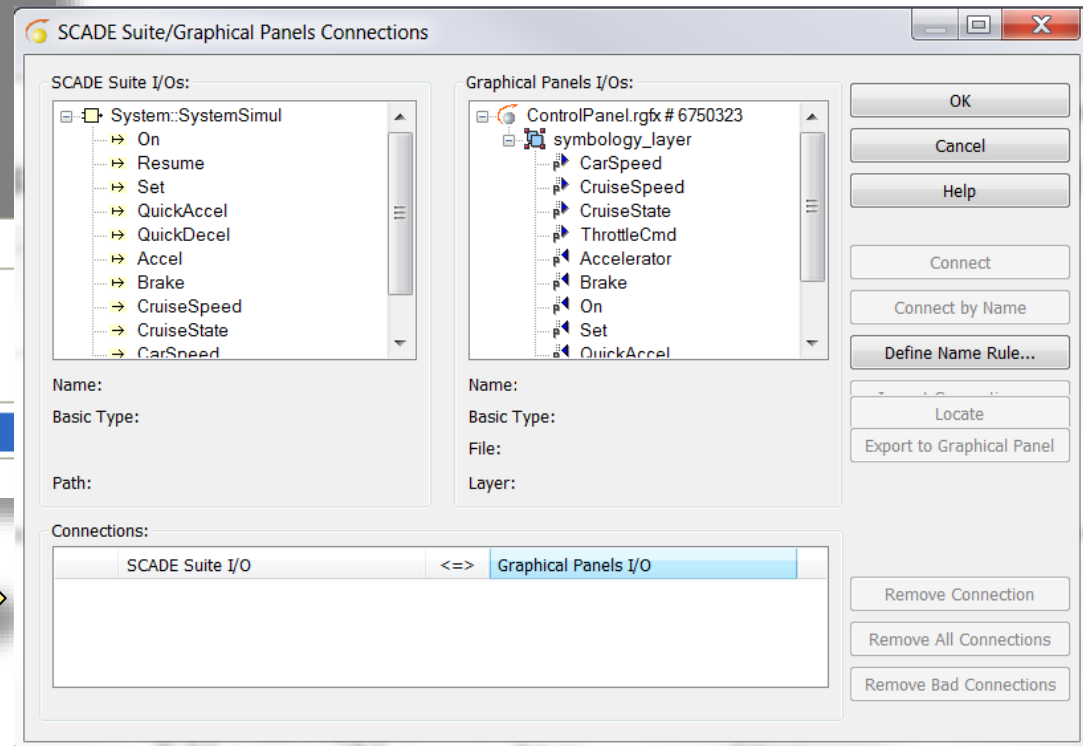 SCADE Suite/Graphical Panels Connections
SCADE Suite I/Os:
System::SystemSimul
On
Resume
Set
QuickAccel
QuickDecel
Accel
Brake
CruiseSpeed
CruiseState
CarSpeed
Name:
Basic Type:
Path:
Graphical Panels I/Os:
ControlPanel.rgfx # 6750323
symbology_layer
CarSpeed
CruiseSpeed
CruiseState
ThrottleCmd
Accelerator
Brake
On
Set
QuickAccel
Name:
Basic Type:
File:
Layer:
OK
Cancel
Help
Connect
Connect by Name
Define Name Rule...
Locate
Export to Graphical Panel
Connections:
SCADE Suite I/O <=> Graphical Panels I/O
Remove Connection
Remove All Connections
Remove Bad Connections